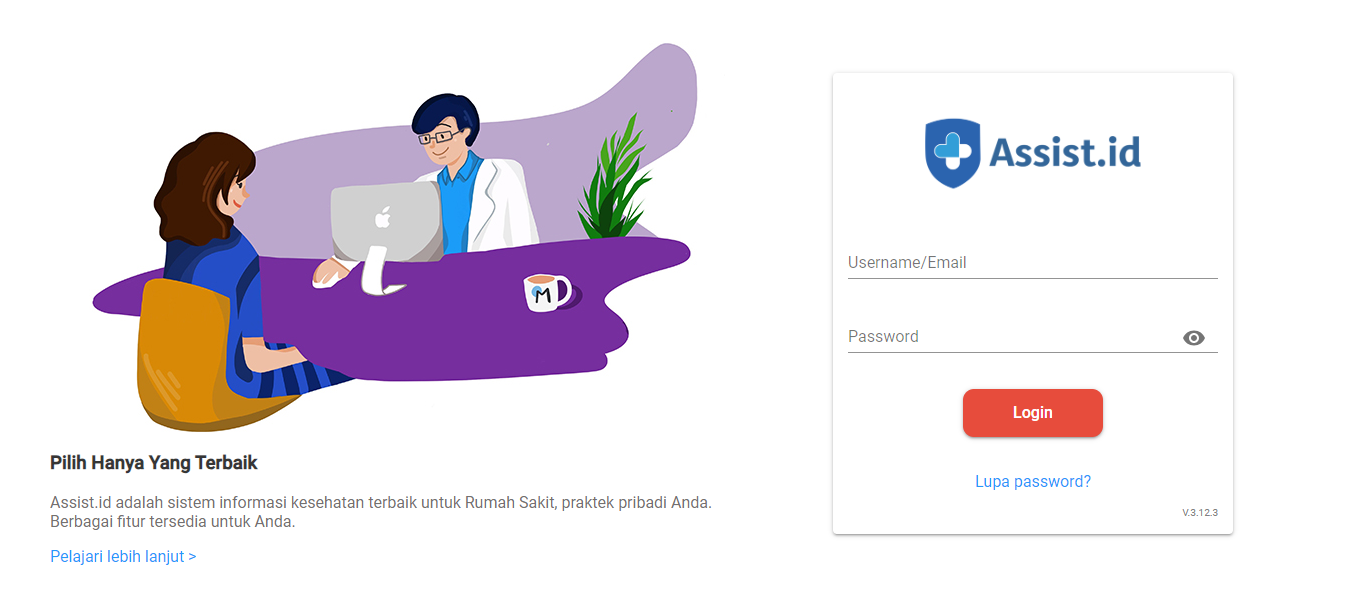 Assist.id
Username/Email
Password
Login
Lupa password?
V.3.12.3
M
Pilih Hanya Yang Terbaik
Assist.id adalah sistem informasi kesehatan terbaik untuk Rumah Sakit, praktek pribadi Anda.
Berbagai fitur tersedia untuk Anda.
Pelajari lebih lanjut >